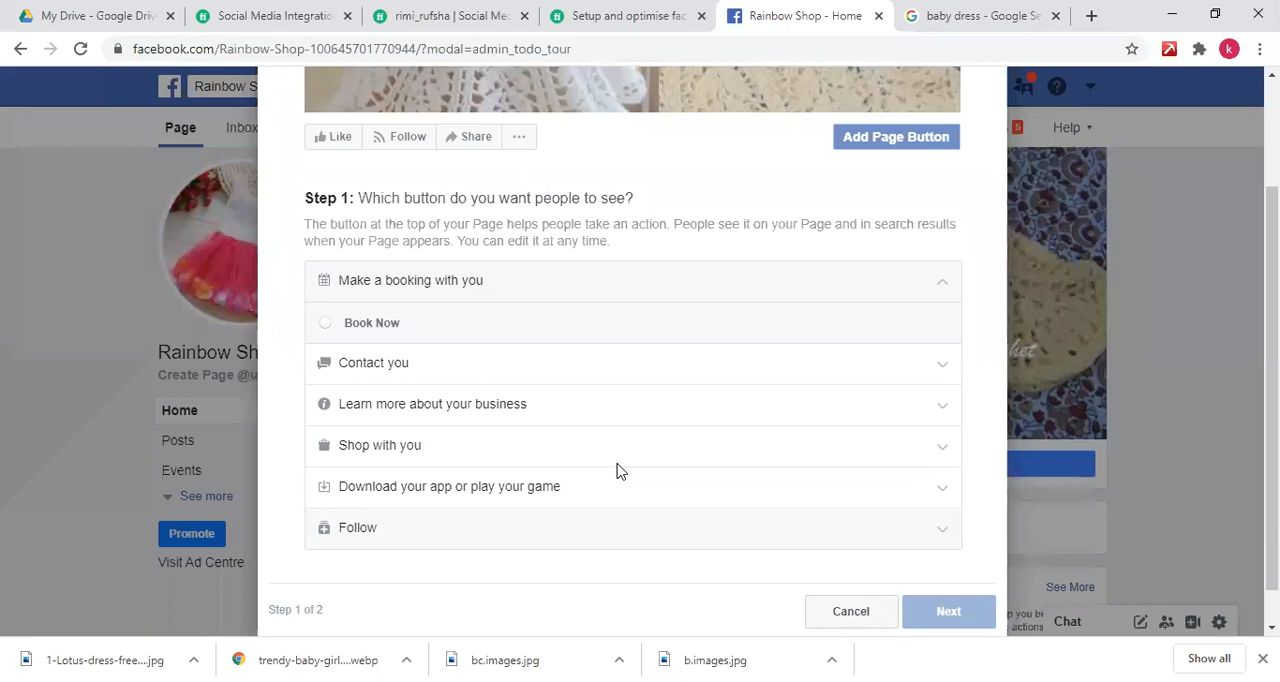 My Drive - Google Driv
Social Media Integratio
rimi_rufsha | Social Me
Setup and optimise fac
Rainbow Shop - Home
baby dress - Google Se
facebook.com/Rainbow-Shop-100645701770944/?modal=admin_todo_tour
k
Rainbow S
Page
Inbox
5
Help
Like
Follow
Share
Add Page Button
Step 1: Which button do you want people to see?
The button at the top of your Page helps people take an action. People see it on your Page and in search results
when your Page appears. You can edit it at any time.
Make a booking with you
Book Now
Contact you
Learn more about your business
Shop with you
Download your app or play your game
Follow
Step 1 of 2
Cancel
Next
Rainbow Sh
Create Page @u
Home
Posts
Events
See more
Promote
Visit Ad Centre
See More
Chat
1-Lotus-dress-free....jpg
trendy-baby-girl....webp
bc.images.jpg
b.images.jpg
Show all